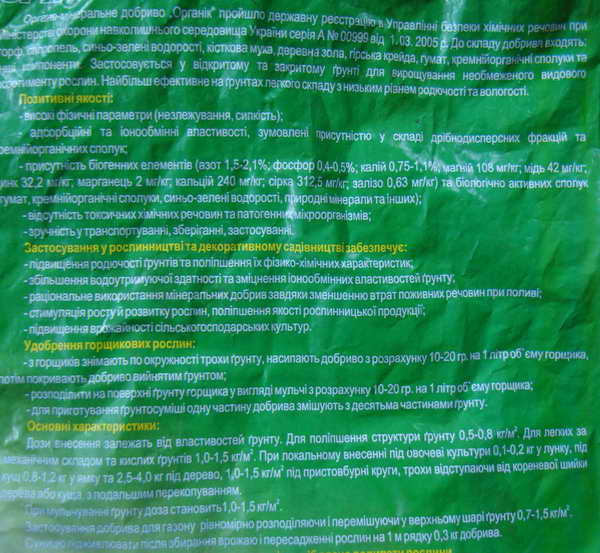 Органо-мінеральне добриво „Органік" пройшло державну реєстрацію в Управлінні безпеки хімічних речовин при
Міністерстві охорони навколишнього середовища України серія А № 00999 від 1. 03. 2005 р. До складу добрива входять:
торф, сапропель, синьо-зелені водорості, кісткова мука, деревна зола, гірська крейда, гумат, кремнійорганічні сполуки та
інші компоненти. Застосовується у відкритому та закритому ґрунті для вирощування необмеженого видового
асортименту рослин. Найбільш ефективне на ґрунтах легкого складу з низьким рівнем родючості та вологості.
Позитивні якості:
- високі фізичні параметри (незлежування, сипкість);
- адсорбційні та іонообмінні властивості, зумовлені присутністю у складі дрібнодисперсних фракцій та
кремнійорганічних сполук;
- присутність біогенних елементів (азот 1,5-2,1%; фосфор 0,4-0,5%; калій 0,75-1,1%; магній 108 мг/кг; мідь 42 мг/кг;
цинк 32,2 мг/кг; марганець 2 мг/кг; кальцій 240 мг/кг; сірка 312,5 мг/кг; залізо 0,63 мг/кг) та біологічно активних сполук
(гумат, кремнійорганічні сполуки, синьо-зелені водорості, природні мінерали та інших);
- відсутність токсичних хімічних речовин та патогенних мікроорганізмів;
- зручність у транспортуванні, зберіганні, застосуванні.
Застосування у рослинництві та декоративному садівництві забезпечує:
- підвищення родючості ґрунтів та поліпшення їх фізико-хімічних характеристик;
- збільшення водоутримуючої здатності та зміцнення іонообмінних властивостей ґрунту;
- раціональне використання мінеральних добрив завдяки зменшенню втрат поживних речовин при поливі;
- стимуляція росту й розвитку рослин, поліпшення якості рослинницької продукції;
- підвищення врожайності сільськогосподарських культур.
Удобрення горщикових рослин:
- з горщиків знімають по окружності трохи ґрунту, насипають добриво з розрахунку 10-20 гр. на 1 літр об`єму горщика,
потім покривають добриво вийнятим ґрунтом;
- розподілити на поверхні ґрунту горщика у вигляді мульчі з розрахунку 10-20 гр. на 1 літр об`єму горщика;
- для приготування ґрунтосуміші одну частину добрива змішують з десятьма частинами ґрунту.
Основні характеристики:
Дози внесення залежать від властивостей ґрунту. Для поліпшення структури ґрунту 0,5-0,8 кг/м². Для легких за
механічним складом та кислих ґрунтів 1,0-1,5 кг/м². При локальному внесенні під овочеві культури 0,1-0,2 кг у лунку, під
кущ 0,8-1,2 кг у ямку та 2,5-4,0 кг під дерево, 1,0-1,5 кг/м² під пристовбурні круги, трохи відступаючи від кореневої шийки
дерева або куща, з подальшим перекопуванням.
При мульчуванні ґрунту доза становить 1,0-1,5 кг/м².
Застосування добрива для газону рівномірно розподіляючи і перемішуючи у верхньому шарі ґрунту 0,7-1,5 кг/м².
Суницю підживлювати після збирання врожаю і пересадженні рослин на 1 м рядку 0,3 кг добрива.